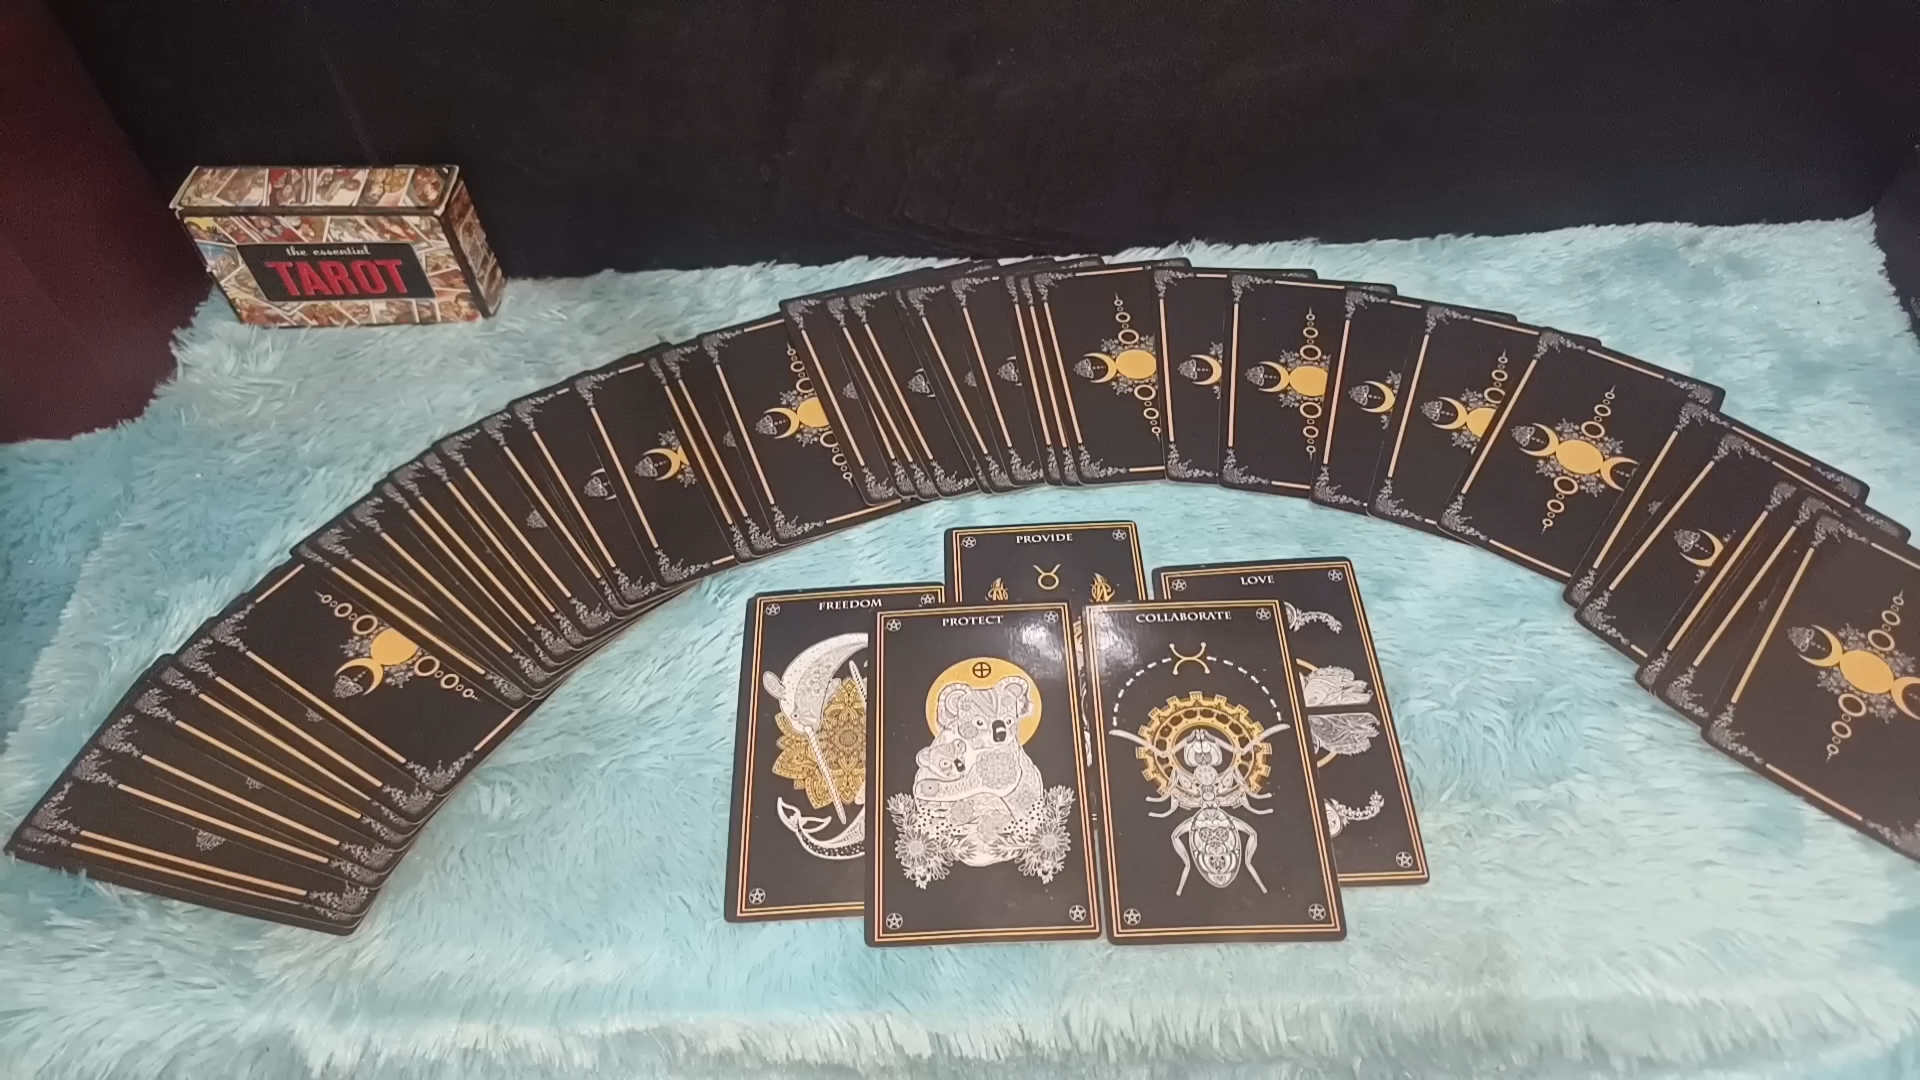 the essential
TAROT
PROVIDE
FREEDOM
PROTECT
COLLABORATE
LOVE